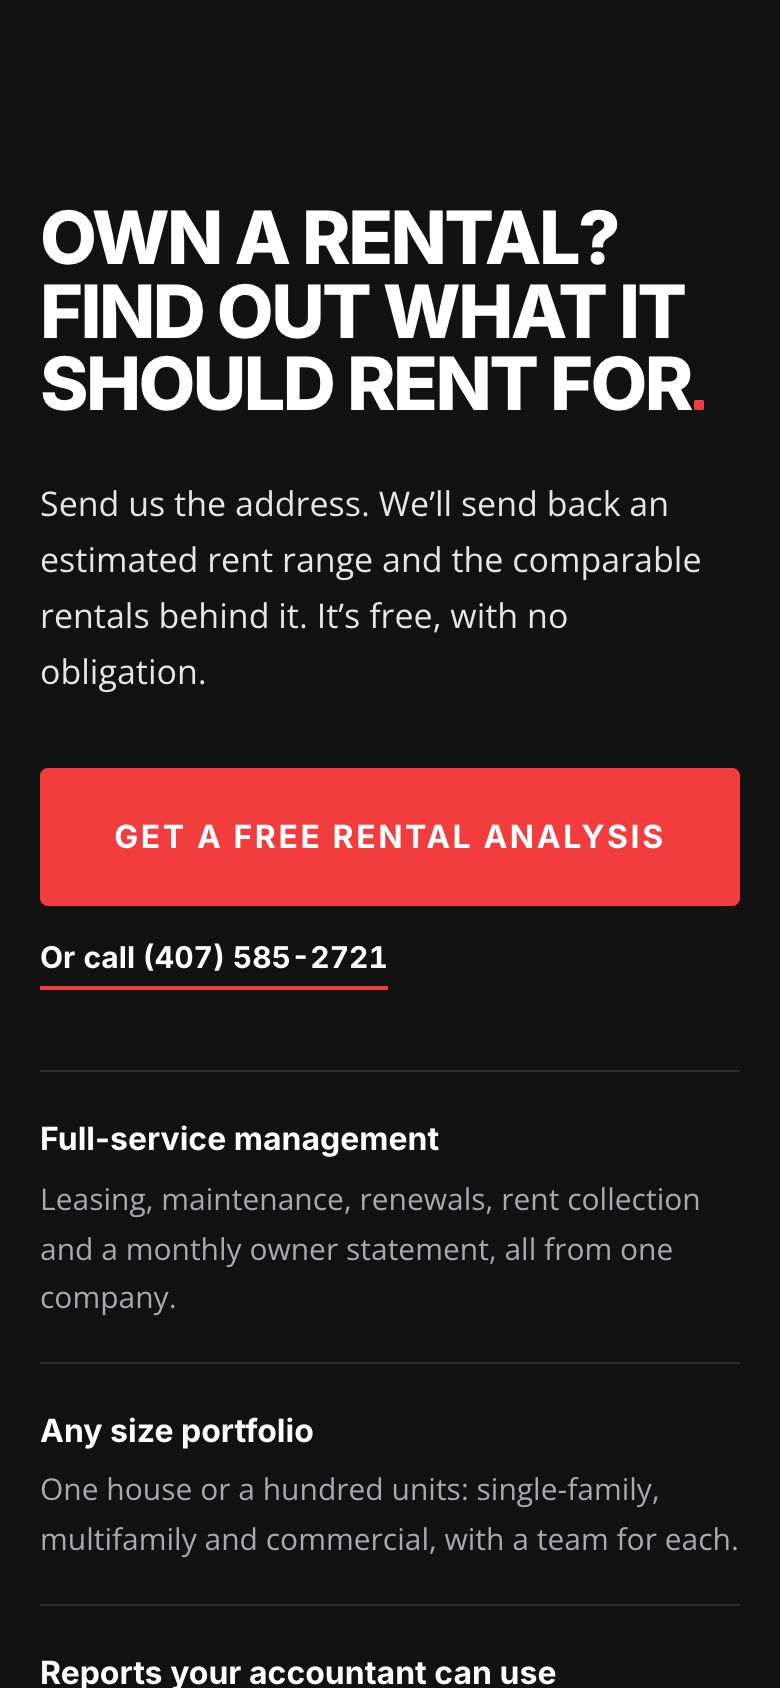 OWN A RENTAL?
FIND OUT WHAT IT
SHOULD RENT FOR.
Send us the address. We’ll send back an
estimated rent range and the comparable
rentals behind it. It’s free, with no
obligation.
GET A FREE RENTAL ANALYSIS
Or call (407) 585-2721
Full-service management
Leasing, maintenance, renewals, rent collection
and a monthly owner statement, all from one
company.
Any size portfolio
One house or a hundred units: single-family,
multifamily and commercial, with a team for each.
Reports your accountant can use